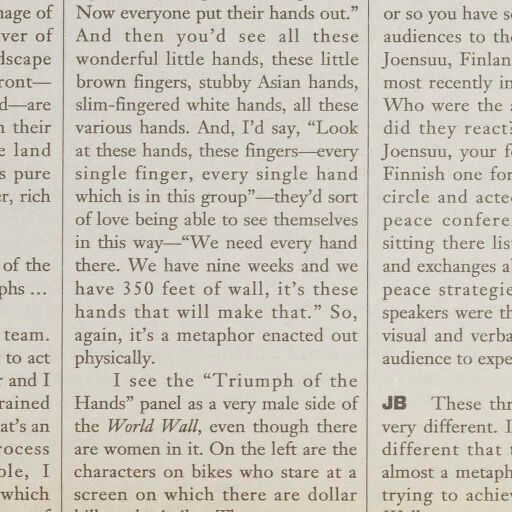 nage of
ver of
dscape
ront—
d—are
n their
e land
s pure
r, rich
of the
phs ...
team.
to act
r and I
rained
at's an
rocess
ole, I
which
Now everyone put their hands out."
And then you'd see all these
wonderful little hands, these little
brown fingers, stubby Asian hands,
slim-fingered white hands, all these
various hands. And, I'd say, "Look
at these hands, these fingers—every
single finger, every single hand
which is in this group"—they'd sort
of love being able to see themselves
in this way—"We need every hand
there. We have nine weeks and we
have 350 feet of wall, it's these
hands that will make that." So,
again, it's a metaphor enacted out
physically.
I see the "Triumph of the
Hands" panel as a very male side of
the World Wall, even though there
are women in it. On the left are the
characters on bikes who stare at a
screen on which there are dollar
or so you have s
audiences to the
Joensuu, Finlan
most recently in
Who were the a
did they react?
Joensuu, your f
Finnish one for
circle and acte
peace confere
sitting there list
and exchanges a
peace strategie
speakers were th
visual and verba
audience to expe
JB These thr
very different. I
different that t
almost a metaph
trying to achiev